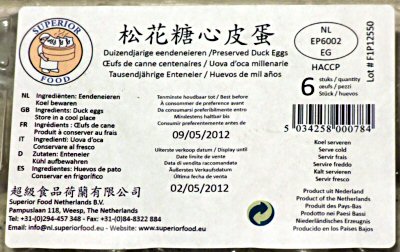 SUPERIOR
FOOD
松花糖心皮蛋
Duizendjarige eendeneieren /Preserved Duck Eggs
Œufs de canne centenaires / Uova d'oca millenarie
Tausendjährige Enteneier / Huevos de mil años
NL
EP6002
EG
HACCP
Lot # F1P12550
6 stuks / quantity
œufs / pezzi
Stück / huevos
NL Ingrediënten: Eendeneieren
Koel bewaren
GB Ingredients: Duck eggs
Store in a cool place
FR Ingrédients : Œufs de canne
Produit à conserver au frais
IT Ingredienti: Uova d'oca
Conservare al fresco
D Zutaten: Enteneier
Kühl aufbewahren
ES Ingredientes: Huevos de pato
Conservar en frigorífico
Tenminste houdbaar tot / Best before
À consommer de préférence avant
Da consumarsi preferibilmente entro
Mindestens haltbar bis
Consumir preferentemente antes de
09/05/2012
Uiterste verkoop datum / Display until
Date limite de vente
Data di vendita raccomandata
Äußerstes Verkaufsdatum
Última fecha de venta
02/05/2012
5 034258 000784
Koel serveren
Serve cold
Servir frais
Servire freddo
Kalt servieren
Servir fresco
Product uit Nederland
Product of the Netherlands
Produit des Pays-Bas
Prodotto nei Paesi Bassi
Niederländisches Erzeugnis
Producto en los Países Bajos
超級食品荷蘭有限公司
Superior Food Netherlands B.V.
Pampuslaan 118, Weesp, The Netherlands
Tel: +31-(0)294-457 348 · Fax: +31-(0)84-8322 884
Email: info@nl.superiorfood.eu · www.superiorfood.eu